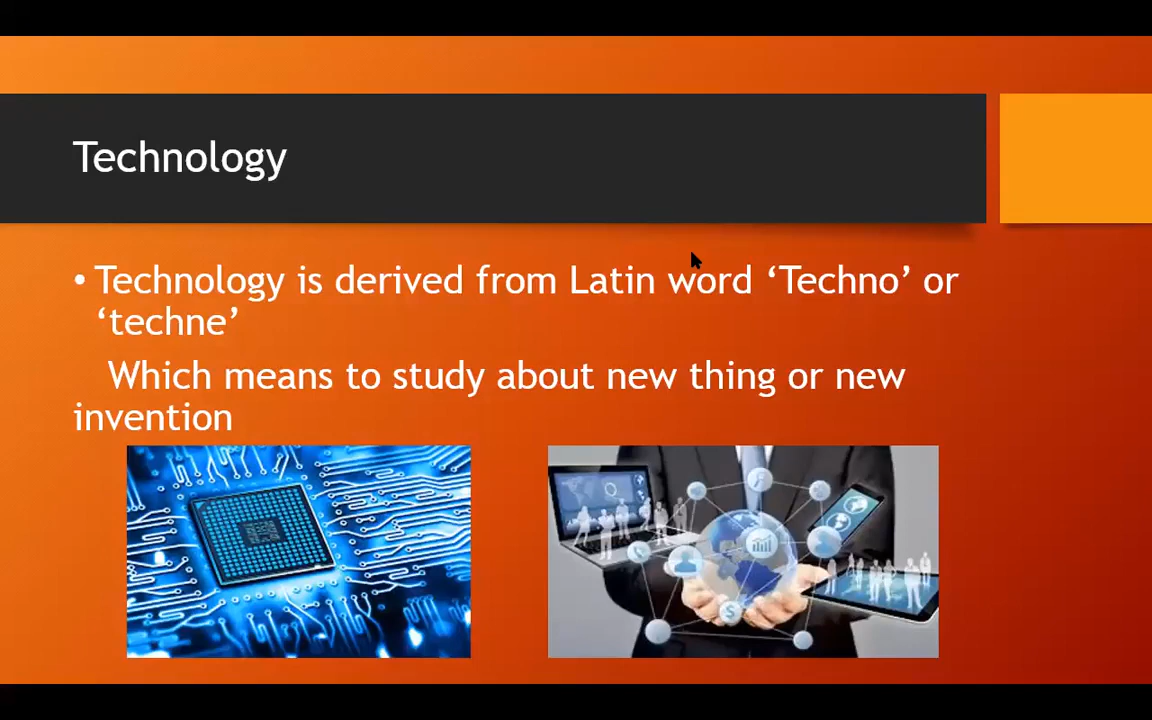 Technology
• Technology is derived from Latin word ‘Techno’ or
‘techne’
Which means to study about new thing or new
invention